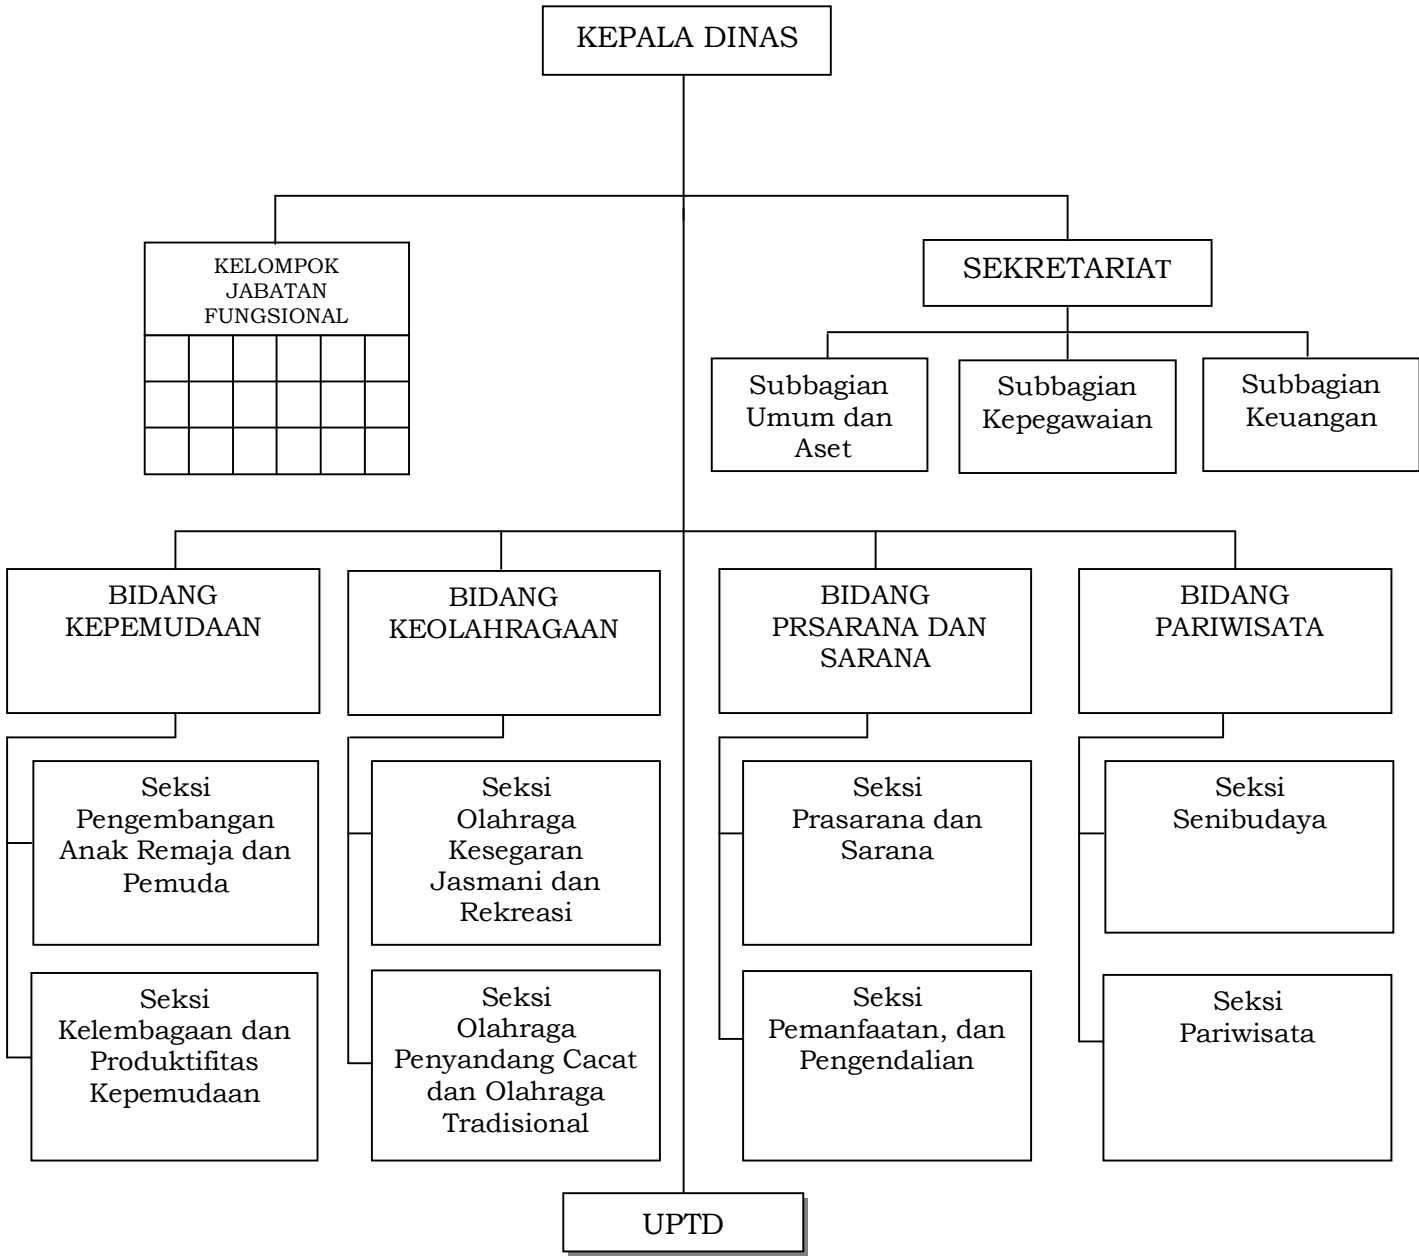 KEPALA DINAS
KELOMPOK
JABATAN
FUNGSIONAL
SEKRETARIAT
Subbagian
Umum dan
Aset
Subbagian
Kepegawaian
Subbagian
Keuangan
BIDANG
KEPEMUDAAN
BIDANG
KEOLAHRAGAAN
BIDANG
PRSARANA DAN
SARANA
BIDANG
PARIWISATA
Seksi
Pengembangan
Anak Remaja dan
Pemuda
Seksi
Olahraga
Kesegaran
Jasmani dan
Rekreasi
Seksi
Prasarana dan
Sarana
Seksi
Senibudaya
Seksi
Kelembagaan dan
Produktifitas
Kepemudaan
Seksi
Olahraga
Penyandang Cacat
dan Olahraga
Tradisional
Seksi
Pemanfaatan, dan
Pengendalian
Seksi
Pariwisata
UPTD